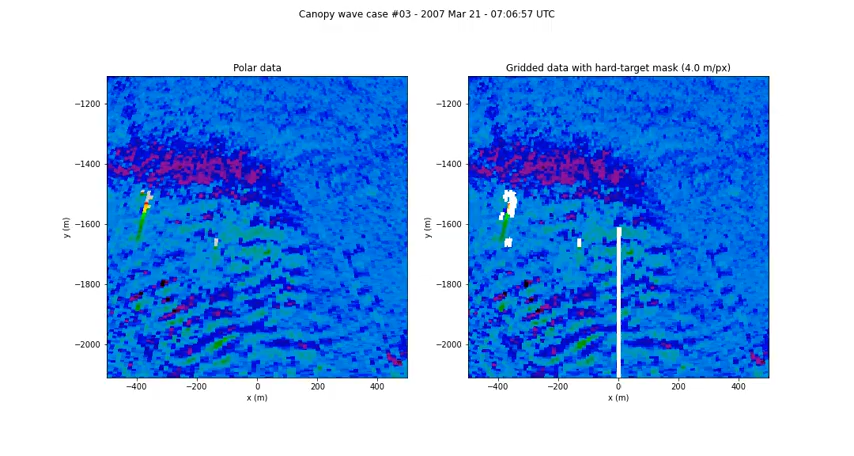 Canopy wave case #03 - 2007 Mar 21 - 07:06:57 UTC
Polar data
Gridded data with hard-target mask (4.0 m/px)
−1200
−1400
−1600
−1800
−2000
y (m)
−400 −200 0 200 400
x (m)
−1200
−1400
−1600
−1800
−2000
y (m)
−400 −200 0 200 400
x (m)